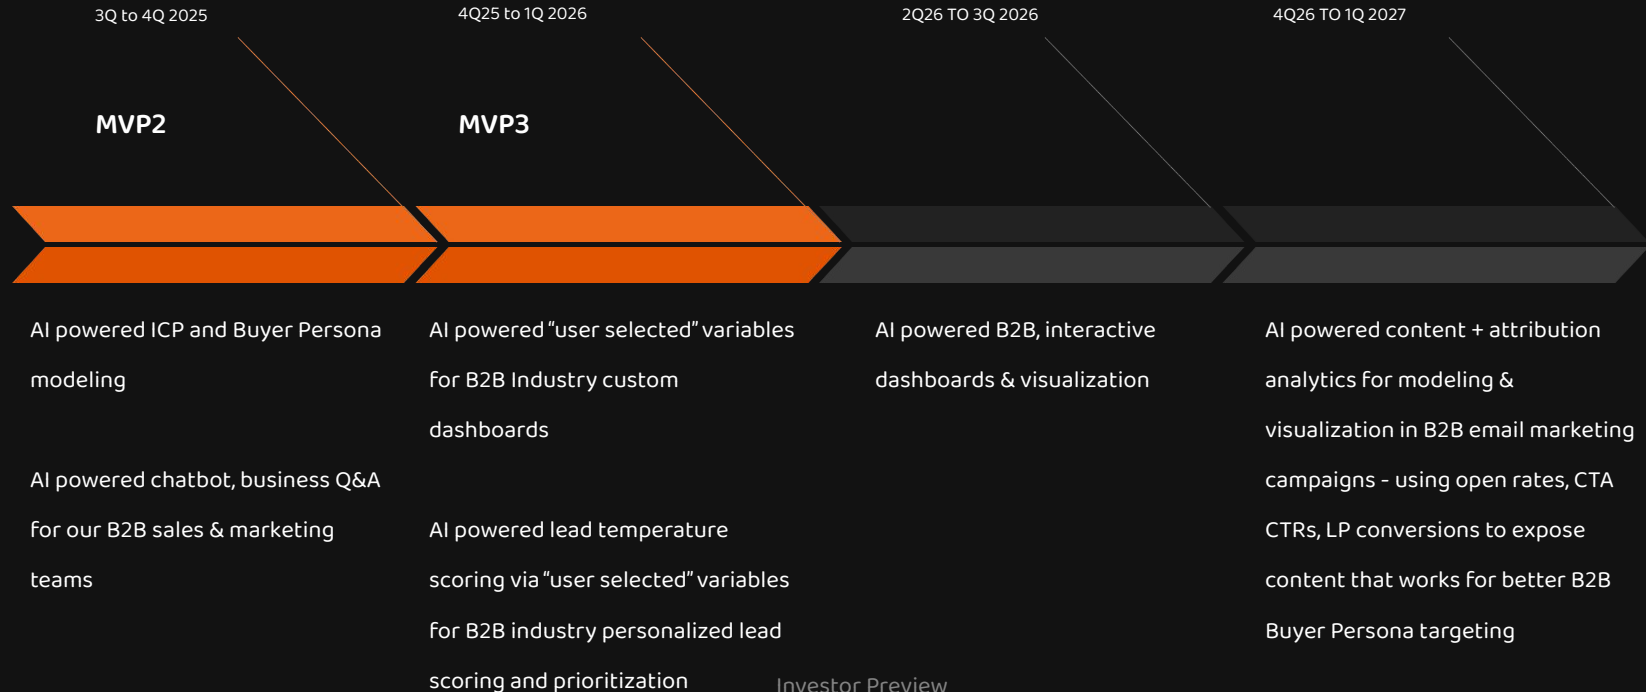 3Q to 4Q 2025
4Q25 to 1Q 2026
2Q26 TO 3Q 2026
4Q26 TO 1Q 2027
MVP2
MVP3
AI powered ICP and Buyer Persona
modeling
AI powered chatbot, business Q&A
for our B2B sales & marketing
teams
AI powered “user selected” variables
for B2B Industry custom
dashboards
AI powered lead temperature
scoring via “user selected” variables
for B2B industry personalized lead
scoring and prioritization
AI powered B2B, interactive
dashboards & visualization
AI powered content + attribution
analytics for modeling &
visualization in B2B email marketing
campaigns - using open rates, CTA
CTRs, LP conversions to expose
content that works for better B2B
Buyer Persona targeting
Investor Preview